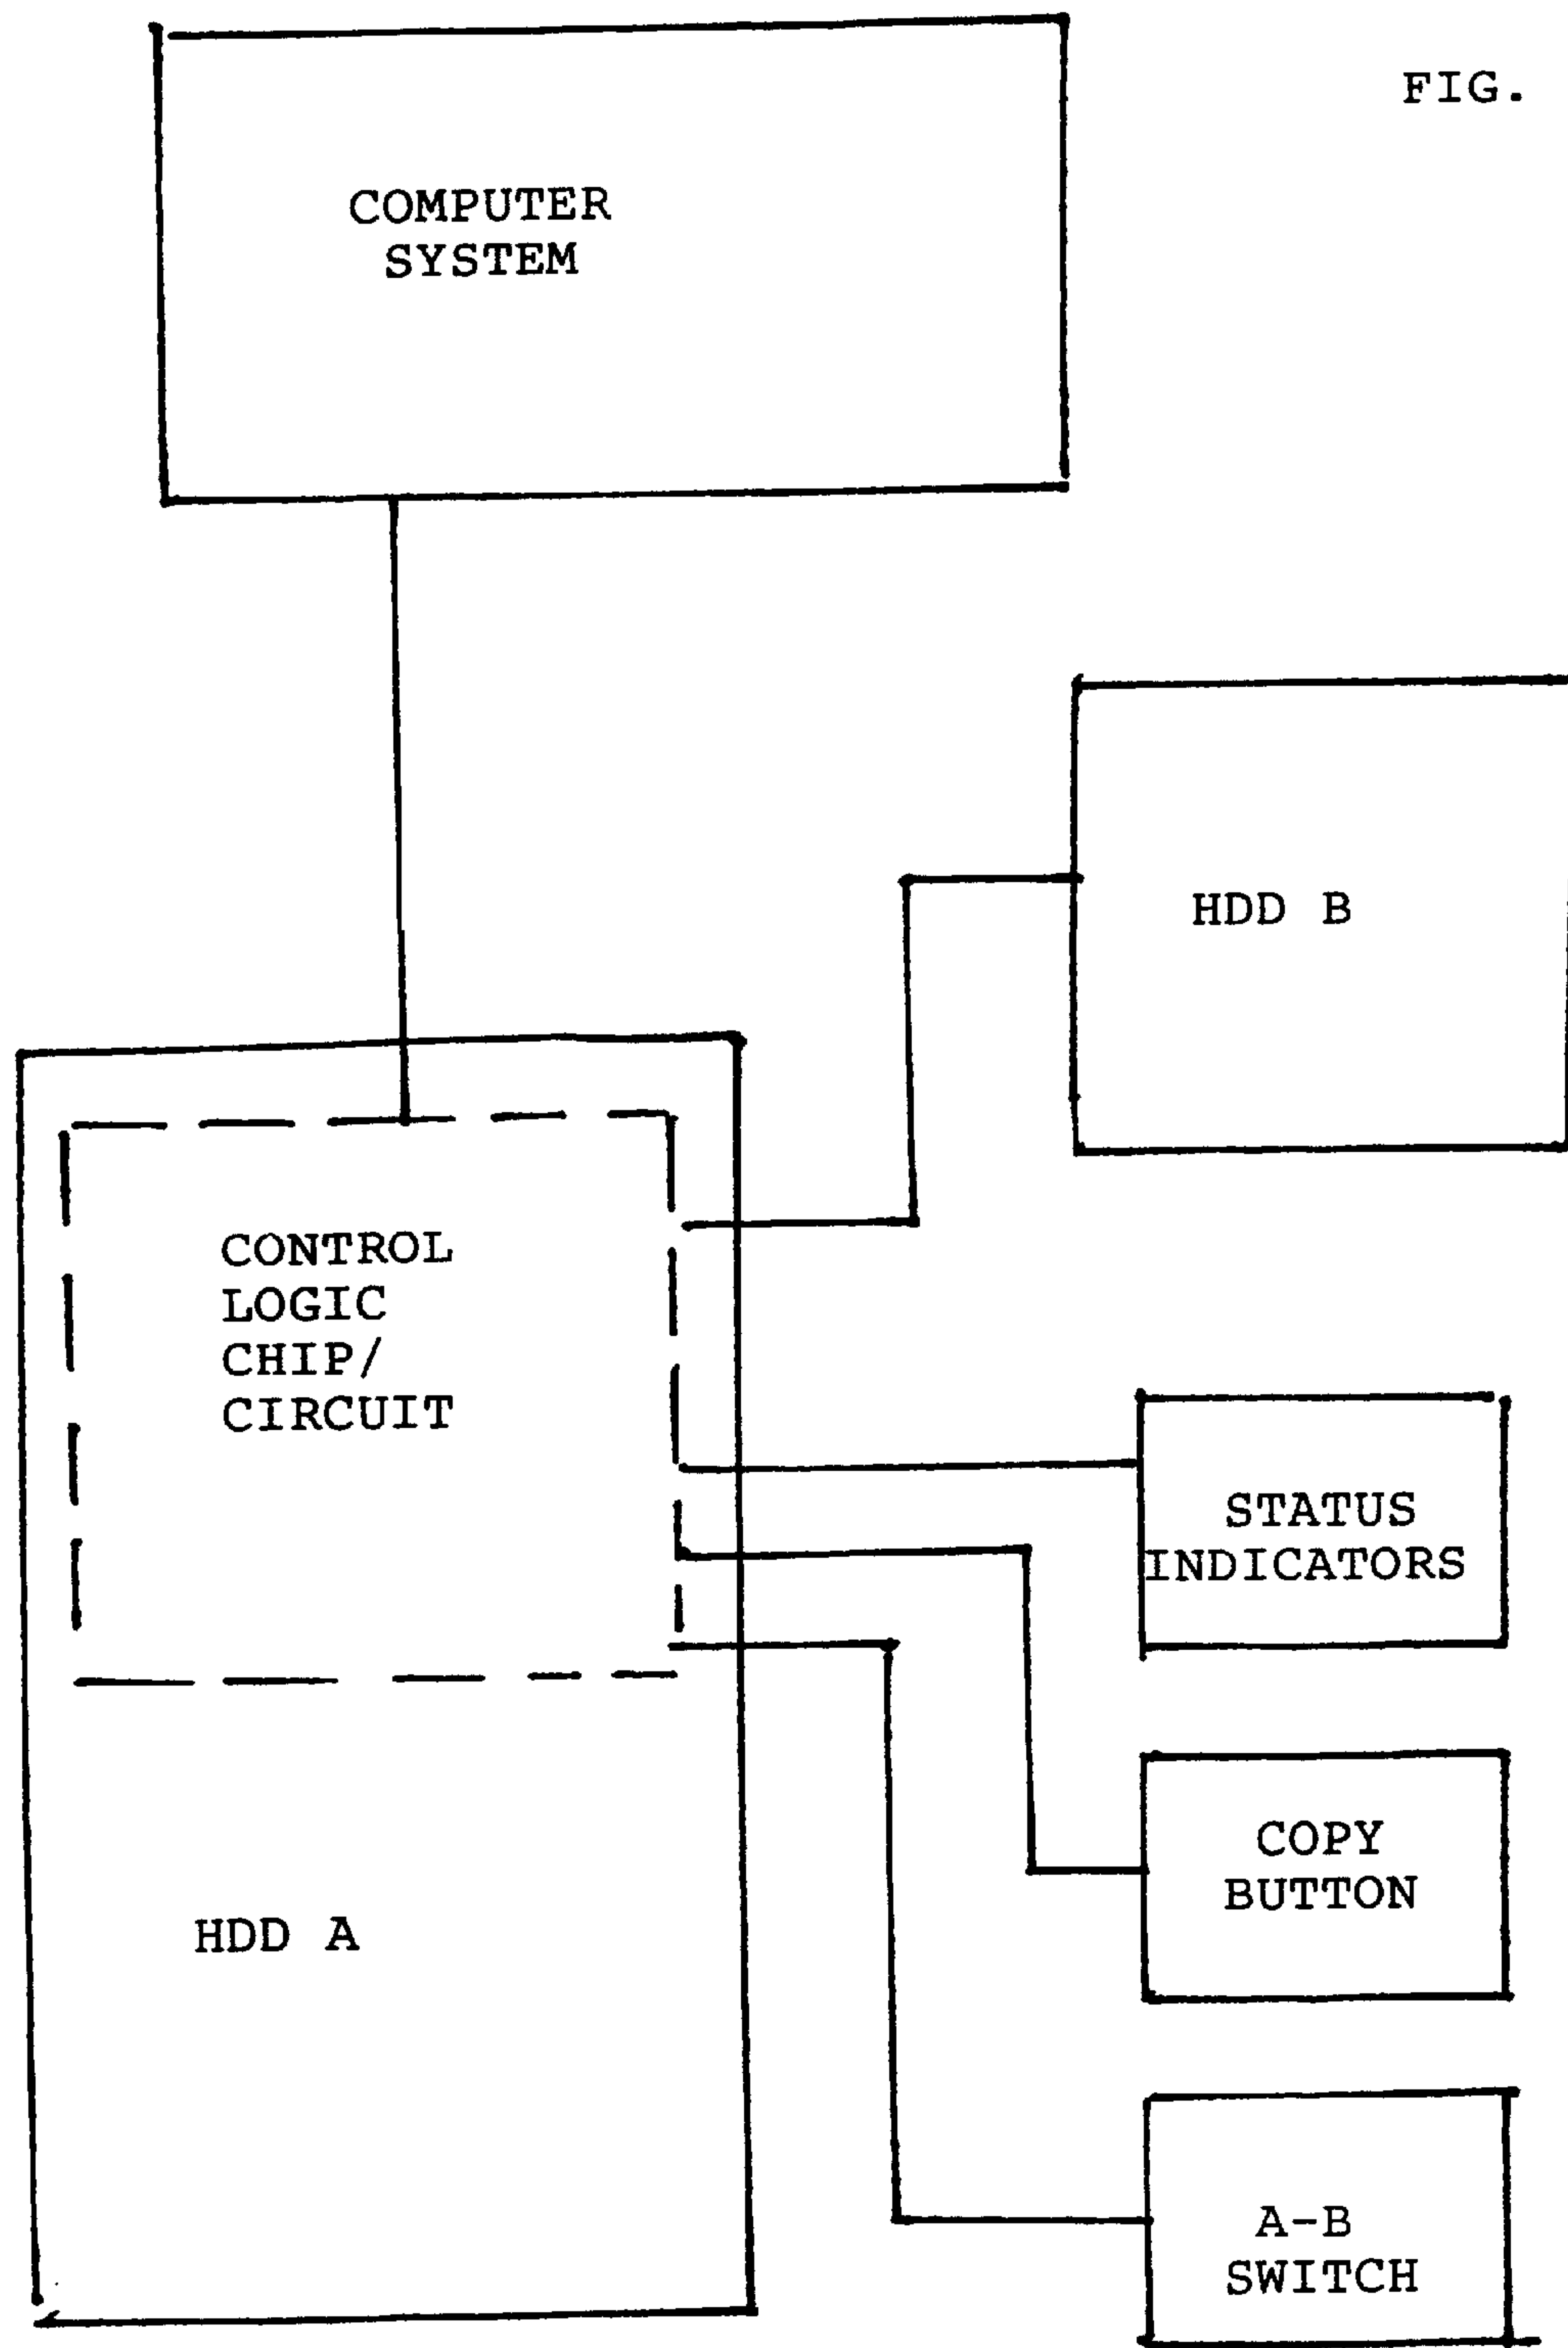 FIG.
COMPUTER
SYSTEM
HDD B
CONTROL
LOGIC
CHIP/
CIRCUIT
STATUS
INDICATORS
COPY
BUTTON
HDD A
A-B
SWITCH